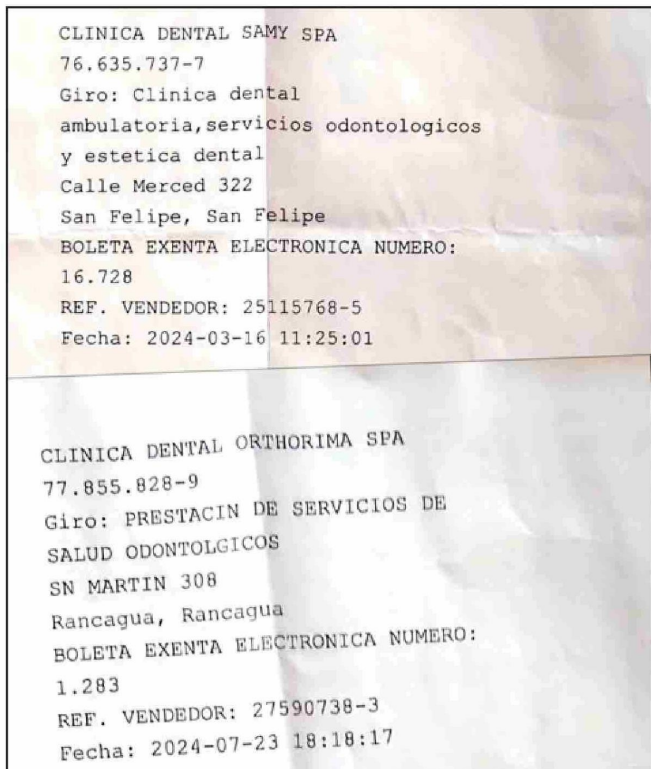 CLINICA DENTAL SAMY SPA
76.635.737-7
Giro: Clinica dental
ambulatoria,servicios odontologicos
y estetica dental
Calle Merced 322
San Felipe, San Felipe
BOLETA EXENTA ELECTRONICA NUMERO:
16.728
REF. VENDEDOR: 25115768-5
Fecha: 2024-03-16 11:25:01
CLINICA DENTAL ORTHORIMA SPA
77.855.828-9
Giro: PRESTACIN DE SERVICIOS DE
SALUD ODONTOLGICOS
SN MARTIN 308
Rancagua, Rancagua
BOLETA EXENTA ELECTRONICA NUMERO:
1.283
REF. VENDEDOR: 27590738-3
Fecha: 2024-07-23 18:18:17